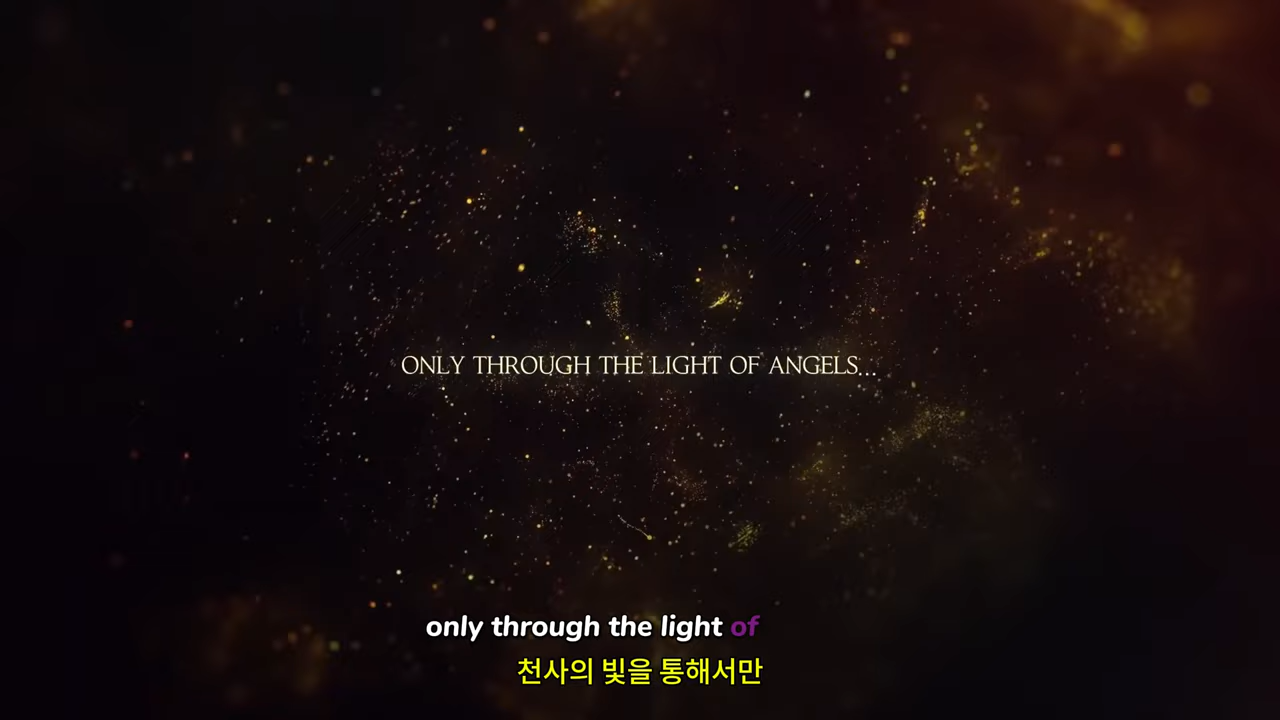 ONLY THROUGH THE LIGHT OF ANGELS...
only through the light of
천사의 빛을 통해서만